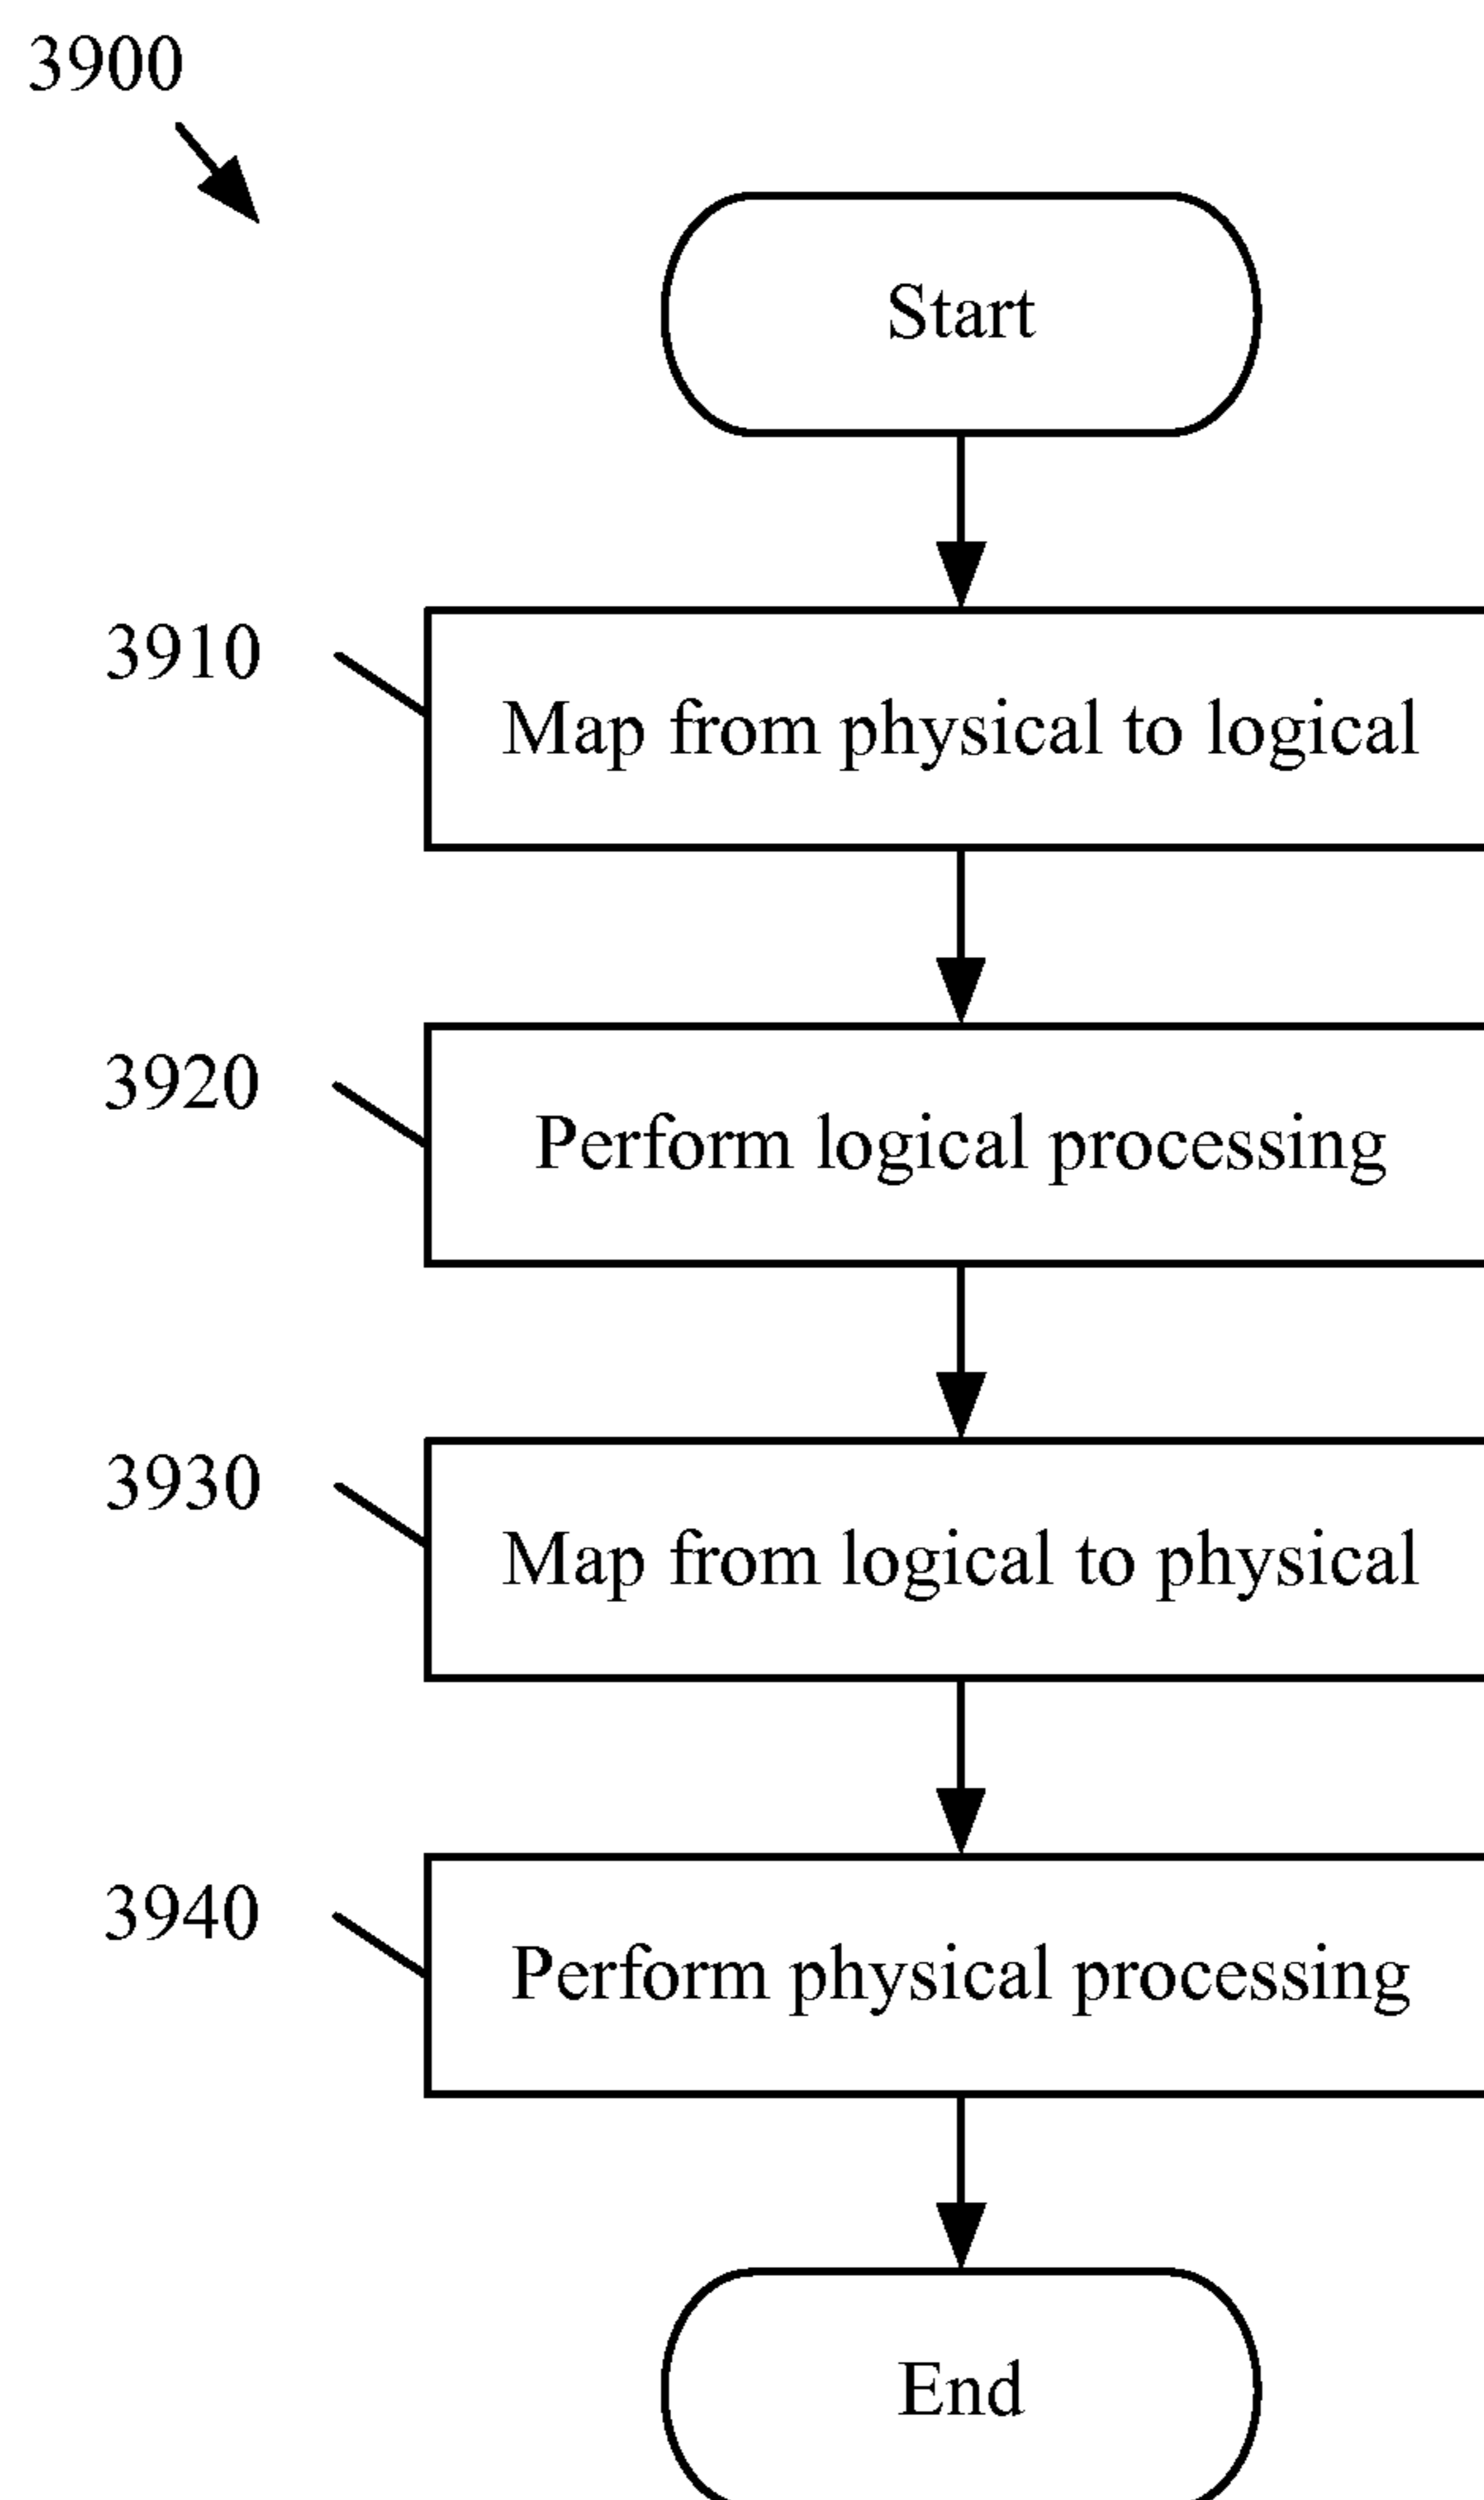 3900
Start
3910
Map from physical to logical
3920
Perform logical processing
3930
Map from logical to physical
3940
Perform physical processing
End